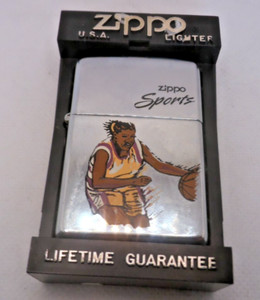 zippo
U.S.A. LIGHTER
zippo
Sports
LIFETIME GUARANTEE